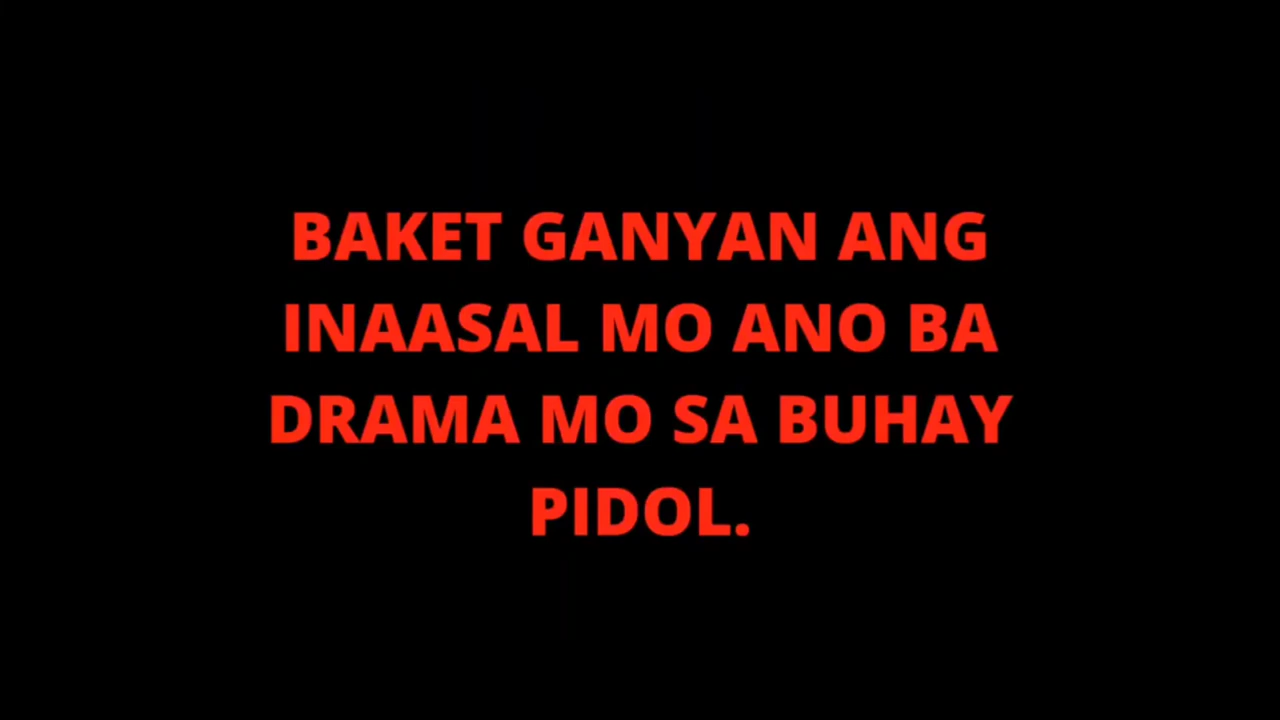 BAKET GANYAN ANG
INAASAL MO ANO BA
DRAMA MO SA BUHAY
PIDOL.